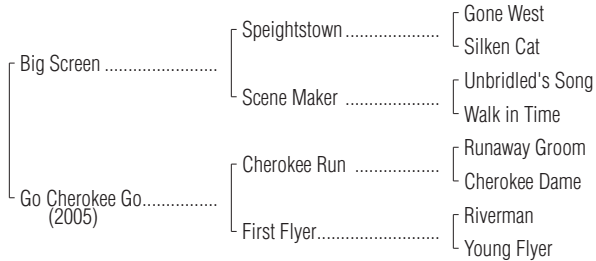 Gone West
Speightstown ....................
Silken Cat
Big Screen ........................
Unbridled's Song
Scene Maker ....................
Walk in Time
Runaway Groom
Cherokee Run ..................
Cherokee Dame
Go Cherokee Go................
(2005)
Riverman
First Flyer..........................
Young Flyer